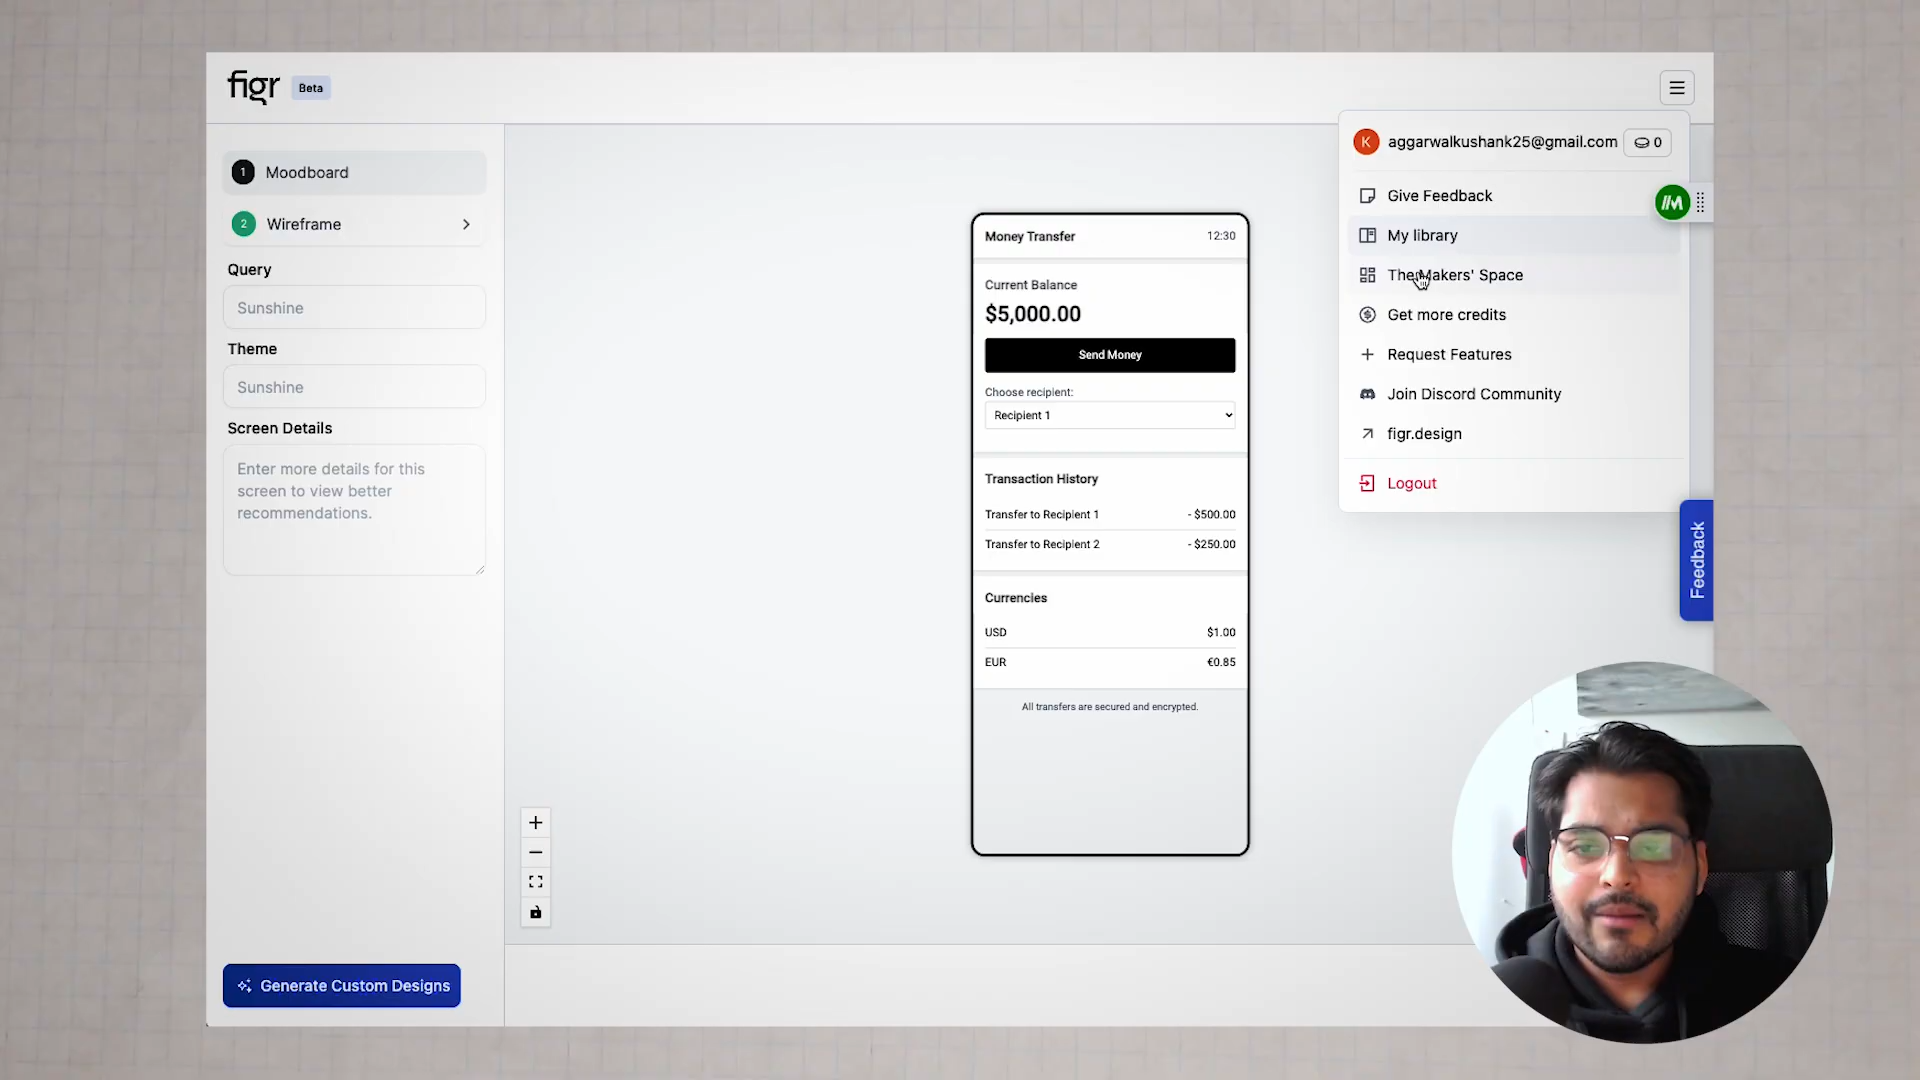 figr
Beta
K
aggarwalkushank25@gmail.com
0
Give Feedback
My library
The Makers' Space
Get more credits
Request Features
Join Discord Community
figr.design
Logout
1
Moodboard
2
Wireframe
Query
Sunshine
Theme
Sunshine
Screen Details
Enter more details for this
screen to view better
recommendations.
Generate Custom Designs
Money Transfer
12:30
Current Balance
$5,000.00
Send Money
Choose recipient:
Recipient 1
Transaction History
Transfer to Recipient 1
- $500.00
Transfer to Recipient 2
- $250.00
Currencies
USD
$1.00
EUR
€0.85
All transfers are secured and encrypted.
Feedback